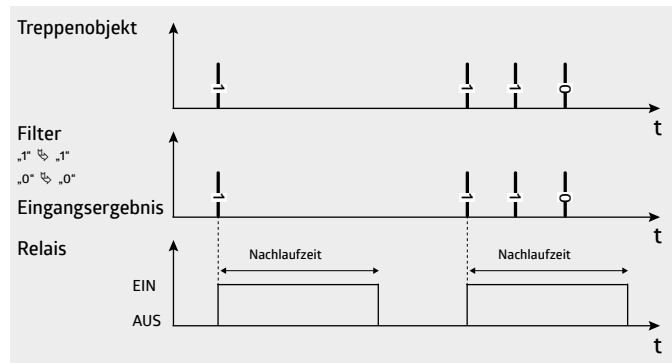 Treppenobjekt
1
1
1
0
t
Filter
„1“ ⮱ „1“
„0“ ⮱ „0“
Eingangsergebnis
1
1
1
0
t
Relais
Nachlaufzeit
Nachlaufzeit
EIN
AUS
t